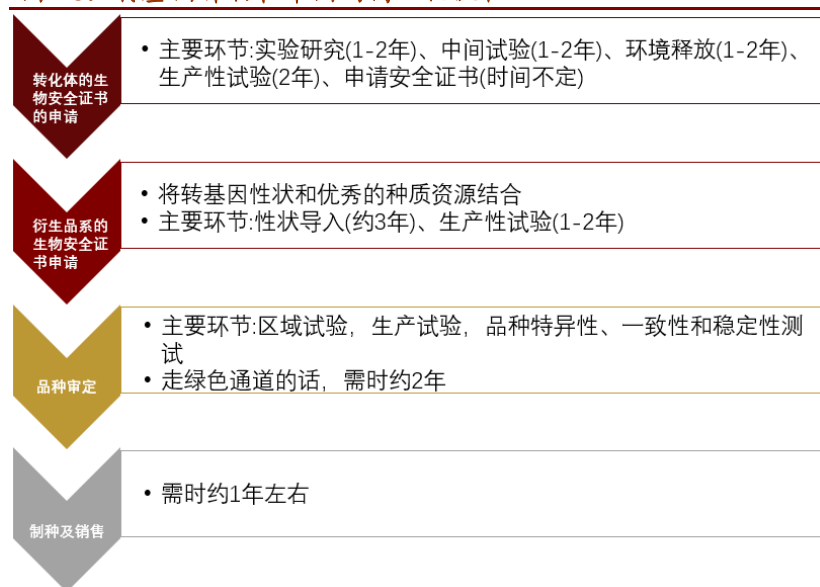 转化体的生
物安全证书
的申请
• 主要环节:实验研究(1-2年)、中间试验(1-2年)、环境释放(1-2年)、
生产性试验(2年)、申请安全证书(时间不定)
衍生品系的
生物安全证
书申请
• 将转基因性状和优秀的种质资源结合
• 主要环节:性状导入(约3年)、生产性试验(1-2年)
品种审定
• 主要环节:区域试验，生产试验，品种特异性、一致性和稳定性测
试
• 走绿色通道的话，需时约2年
制种及销售
• 需时约1年左右